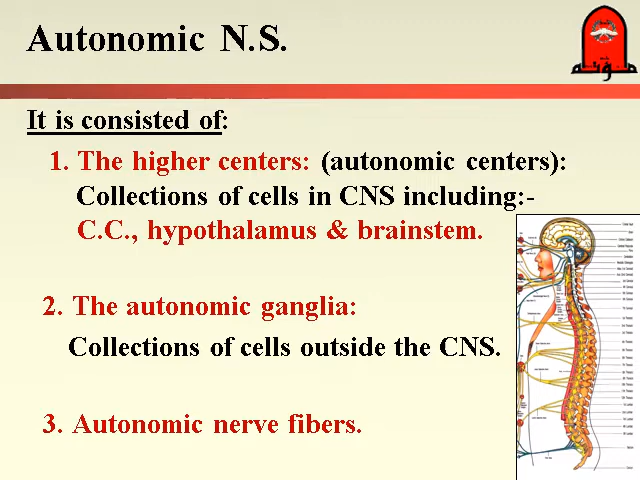 Autonomic N.S.
مؤتة
It is consisted of:
1. The higher centers: (autonomic centers):
Collections of cells in CNS including:-
C.C., hypothalamus & brainstem.
2. The autonomic ganglia:
Collections of cells outside the CNS.
3. Autonomic nerve fibers.